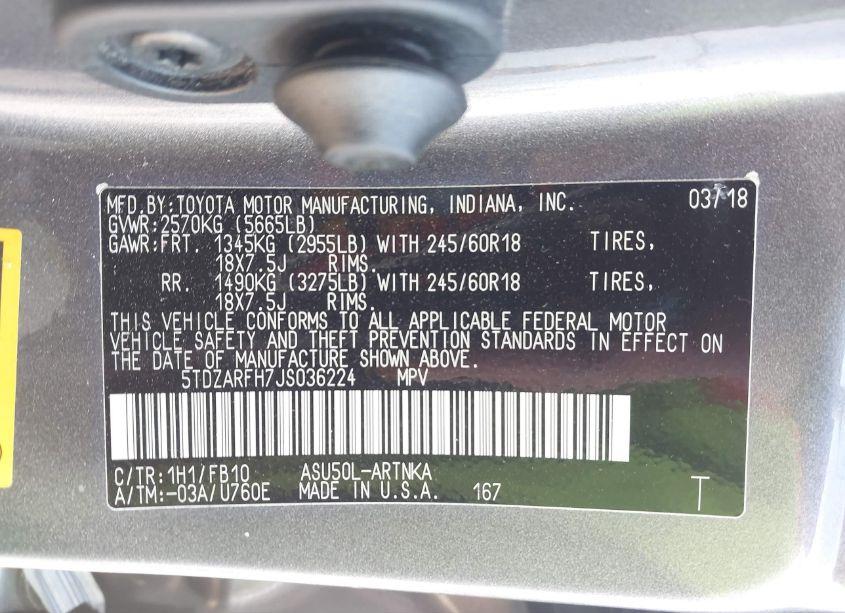 MFD.BY:TOYOTA MOTOR MANUFACTURING, INDIANA, INC. 03/18
GVWR:2570KG (5665LB)
GAWR:FRT. 1345KG (2955LB) WITH 245/60R18 TIRES,
18X7.5J RIMS.
RR. 1490KG (3275LB) WITH 245/60R18 TIRES,
18X7.5J RIMS.
THIS VEHICLE CONFORMS TO ALL APPLICABLE FEDERAL MOTOR
VEHICLE SAFETY AND THEFT PREVENTION STANDARDS IN EFFECT ON
THE DATE OF MANUFACTURE SHOWN ABOVE.
5TDZARFH7JS036224 MPV
C/TR:1H1/FB10 ASU50L-ARTNKA
A/TM:-03A/U760E MADE IN U.S.A. 167 T